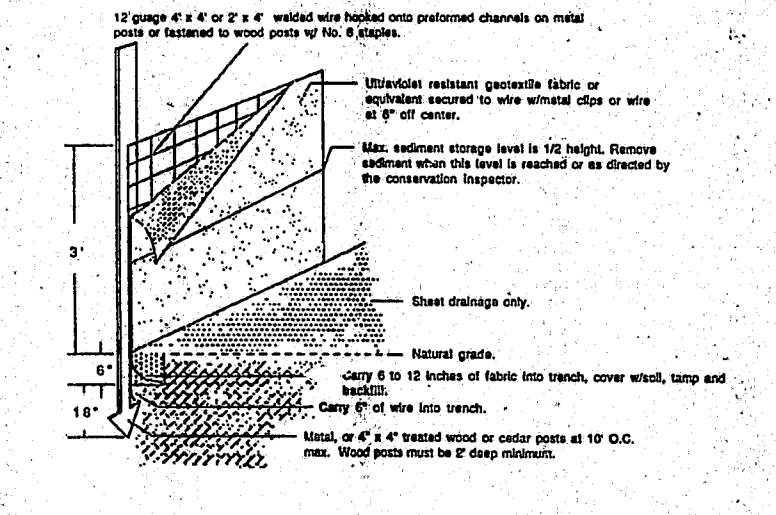 12 guage 4' x 4' or 2' x 4' welded wire hooked onto preformed channels on metal
posts or fastened to wood posts w/ No. 8 staples.
Ultraviolet resistant geotextile fabric or
equivalent secured to wire w/metal clips or wire
at 6" off center.
Max. sediment storage level is 1/2 height. Remove
sediment when this level is reached or as directed by
the conservation inspector.
3'
Sheet drainage only.
Natural grade.
6"
Carry 6 to 12 inches of fabric into trench, cover w/soil, tamp and
backfill.
18"
Carry 6" of wire into trench.
Metal, or 4" x 4" treated wood or cedar posts at 10' O.C.
max. Wood posts must be 2' deep minimum.